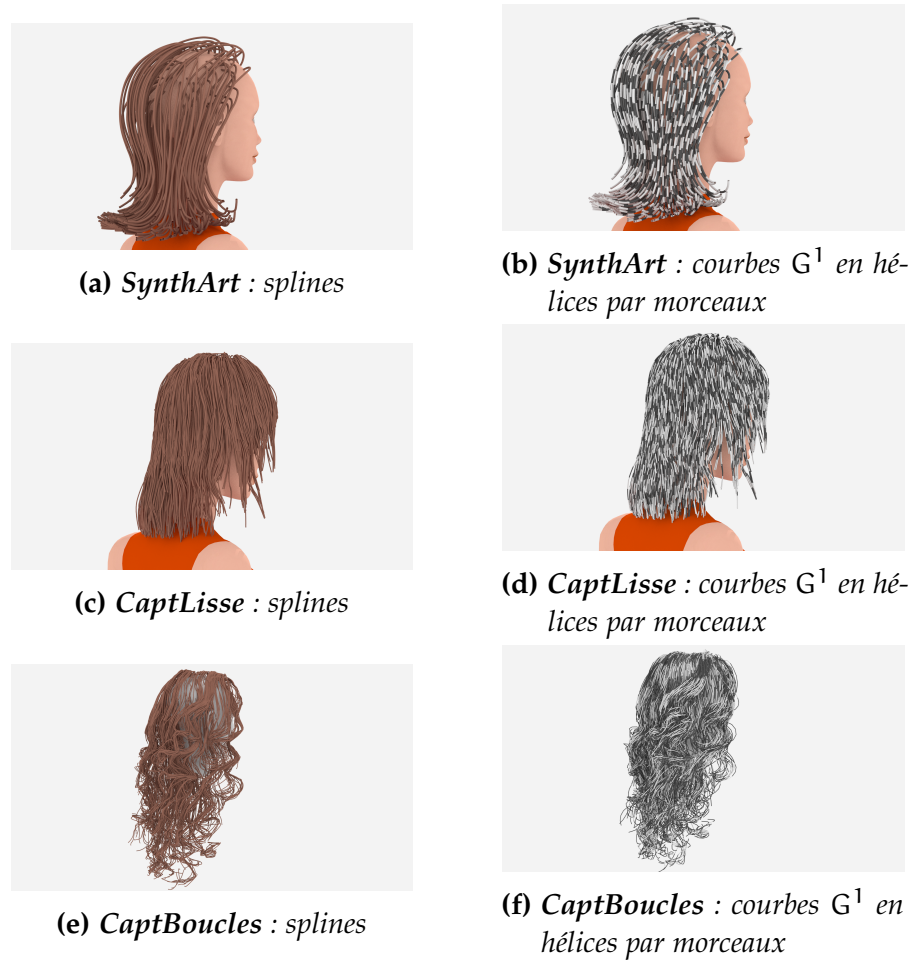 (a) SynthArt : splines
(b) SynthArt : courbes G¹ en hé-
lices par morceaux
(c) CaptLisse : splines
(d) CaptLisse : courbes G¹ en hé-
lices par morceaux
(e) CaptBoucles : splines
(f) CaptBoucles : courbes G¹ en
hélices par morceaux